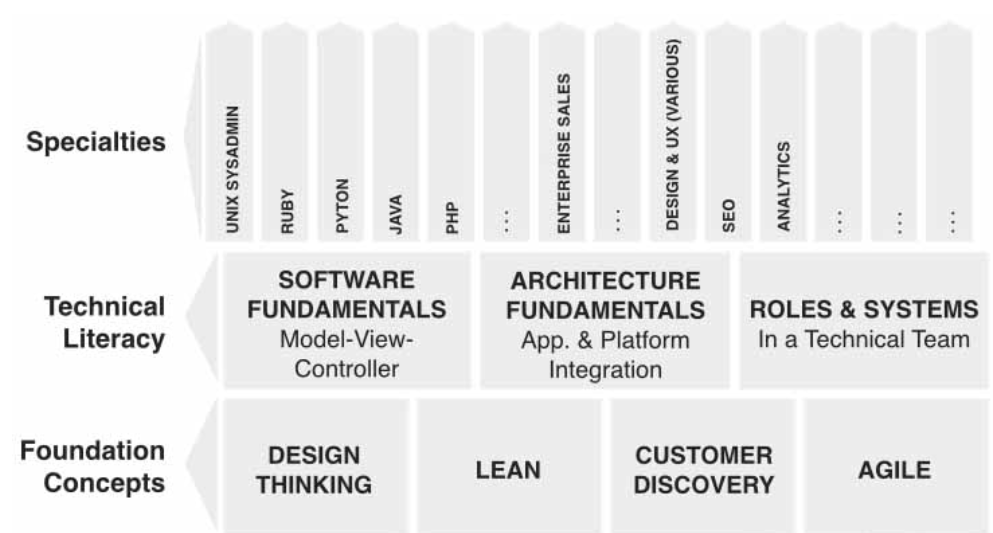 Specialties
UNIX SYSADMIN
RUBY
PYTON
JAVA
PHP
...
ENTERPRISE SALES
...
DESIGN & UX (VARIOUS)
SEO
ANALYTICS
...
...
...
Technical
Literacy
SOFTWARE
FUNDAMENTALS
Model-View-
Controller
ARCHITECTURE
FUNDAMENTALS
App. & Platform
Integration
ROLES & SYSTEMS
In a Technical Team
Foundation
Concepts
DESIGN
THINKING
LEAN
CUSTOMER
DISCOVERY
AGILE